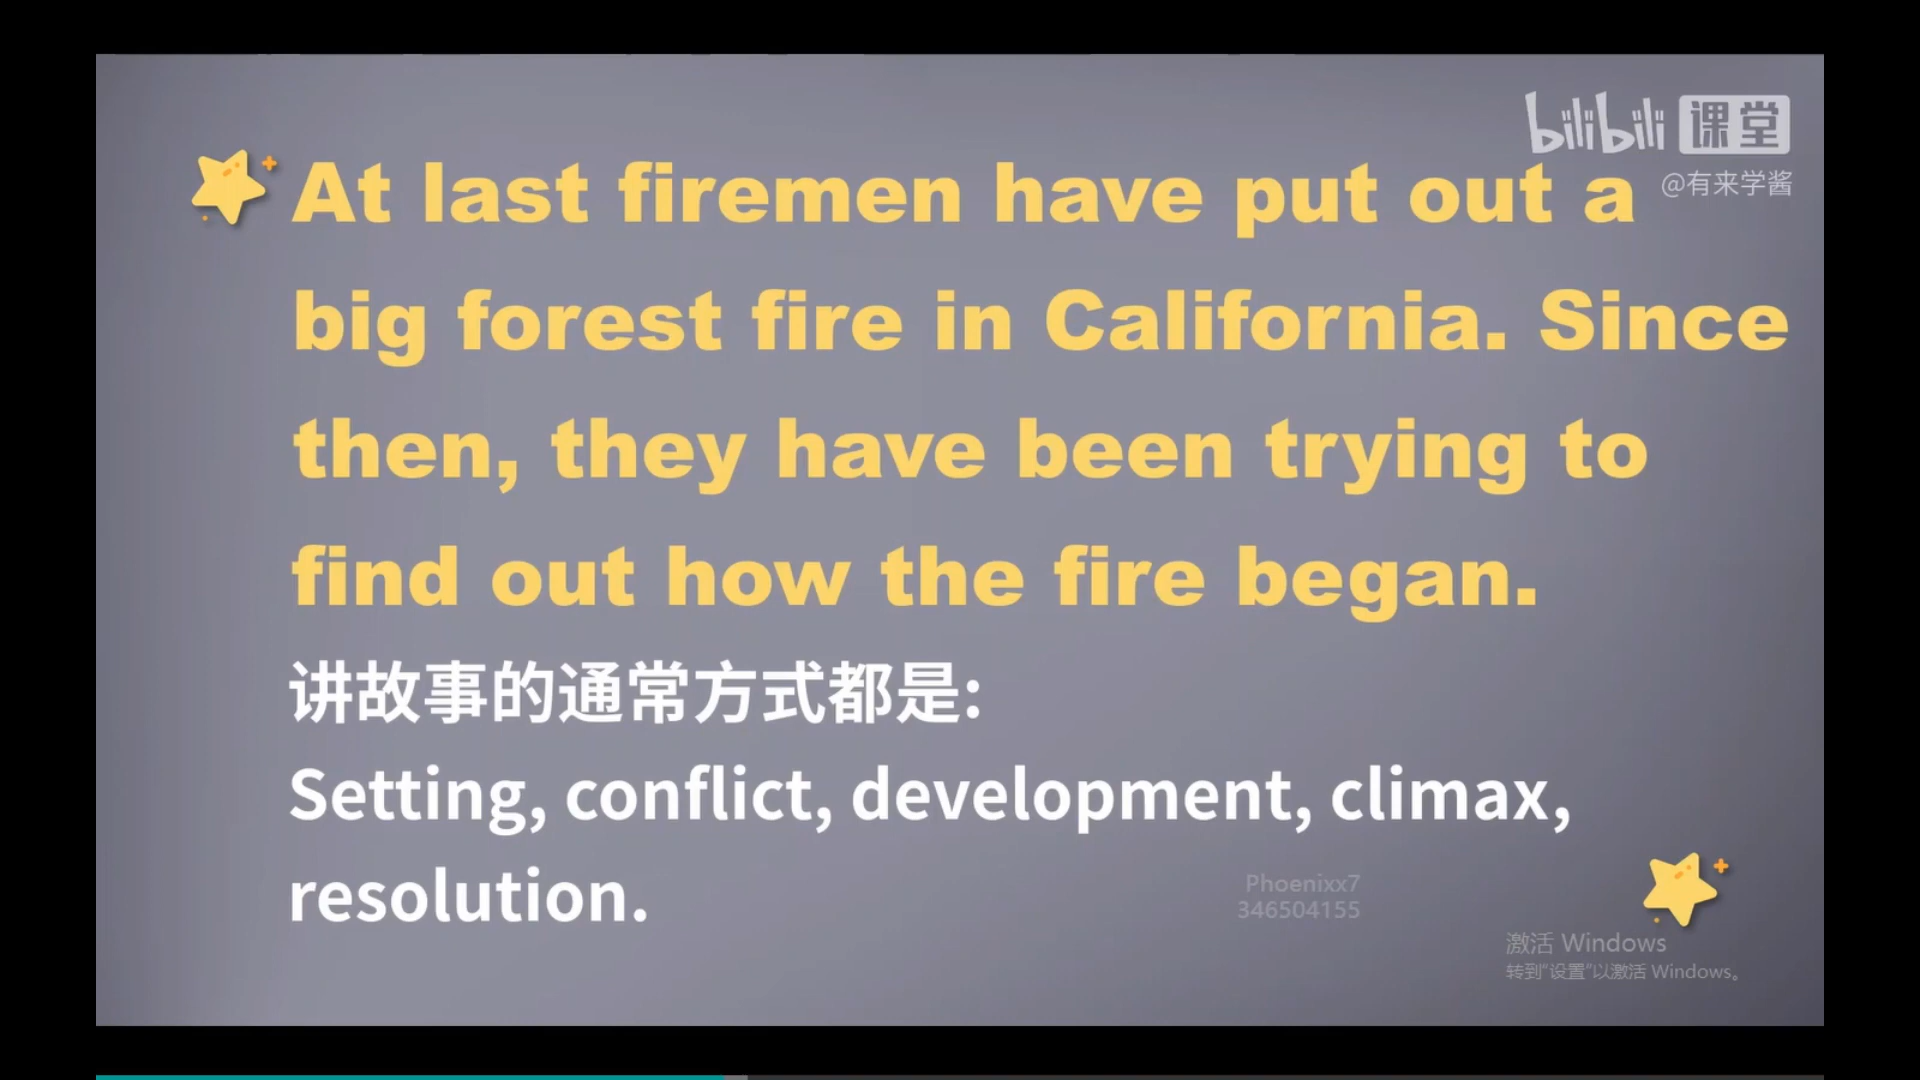 bilibili 课堂
@有来学酱
At last firemen have put out a
big forest fire in California. Since
then, they have been trying to
find out how the fire began.
讲故事的通常方式都是:
Setting, conflict, development, climax,
resolution.
Phoenixx7
346504155
激活 Windows
转到“设置”以激活 Windows。